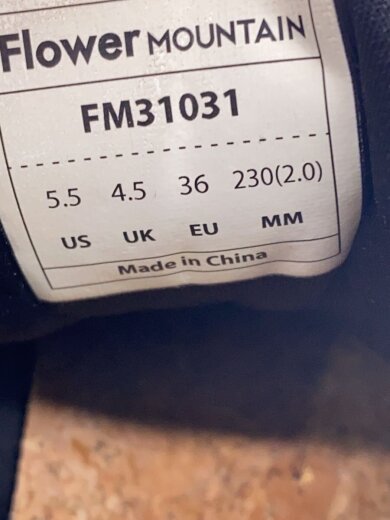 Flower MOUNTAIN
FM31031
5.5 4.5 36 230(2.0)
US UK EU MM
Made in China